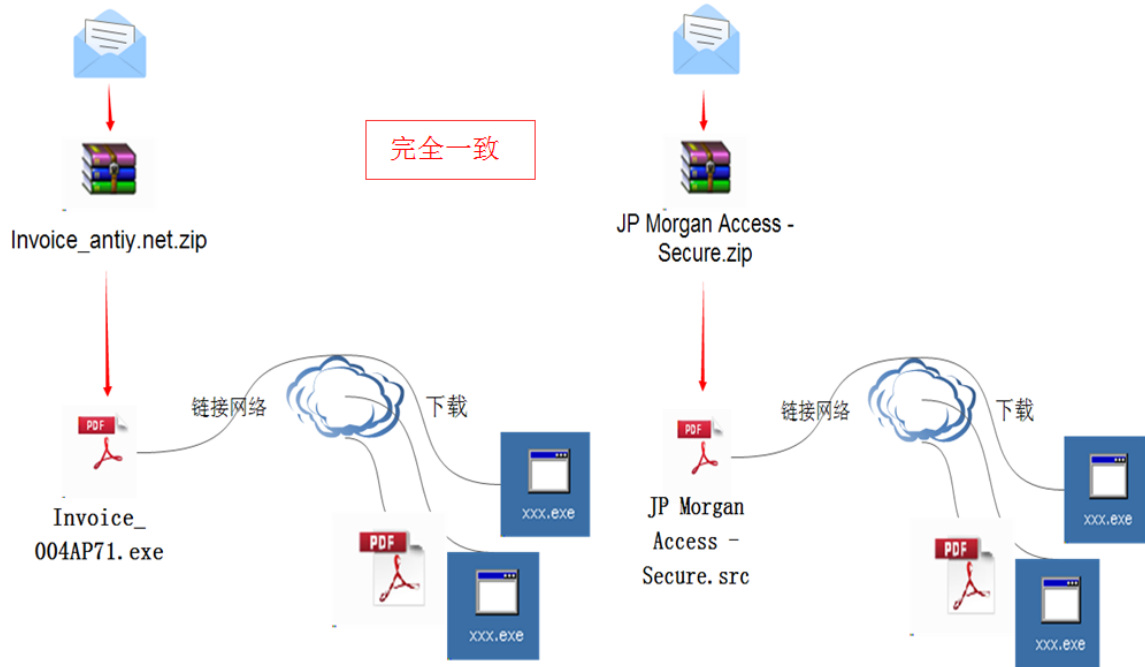 完全一致
Invoice_antiy.net.zip
JP Morgan Access -
Secure.zip
链接网络
下载
PDF
Invoice_
004AP71.exe
PDF
xxx.exe
xxx.exe
链接网络
下载
PDF
JP Morgan
Access -
Secure.src
PDF
xxx.exe
xxx.exe